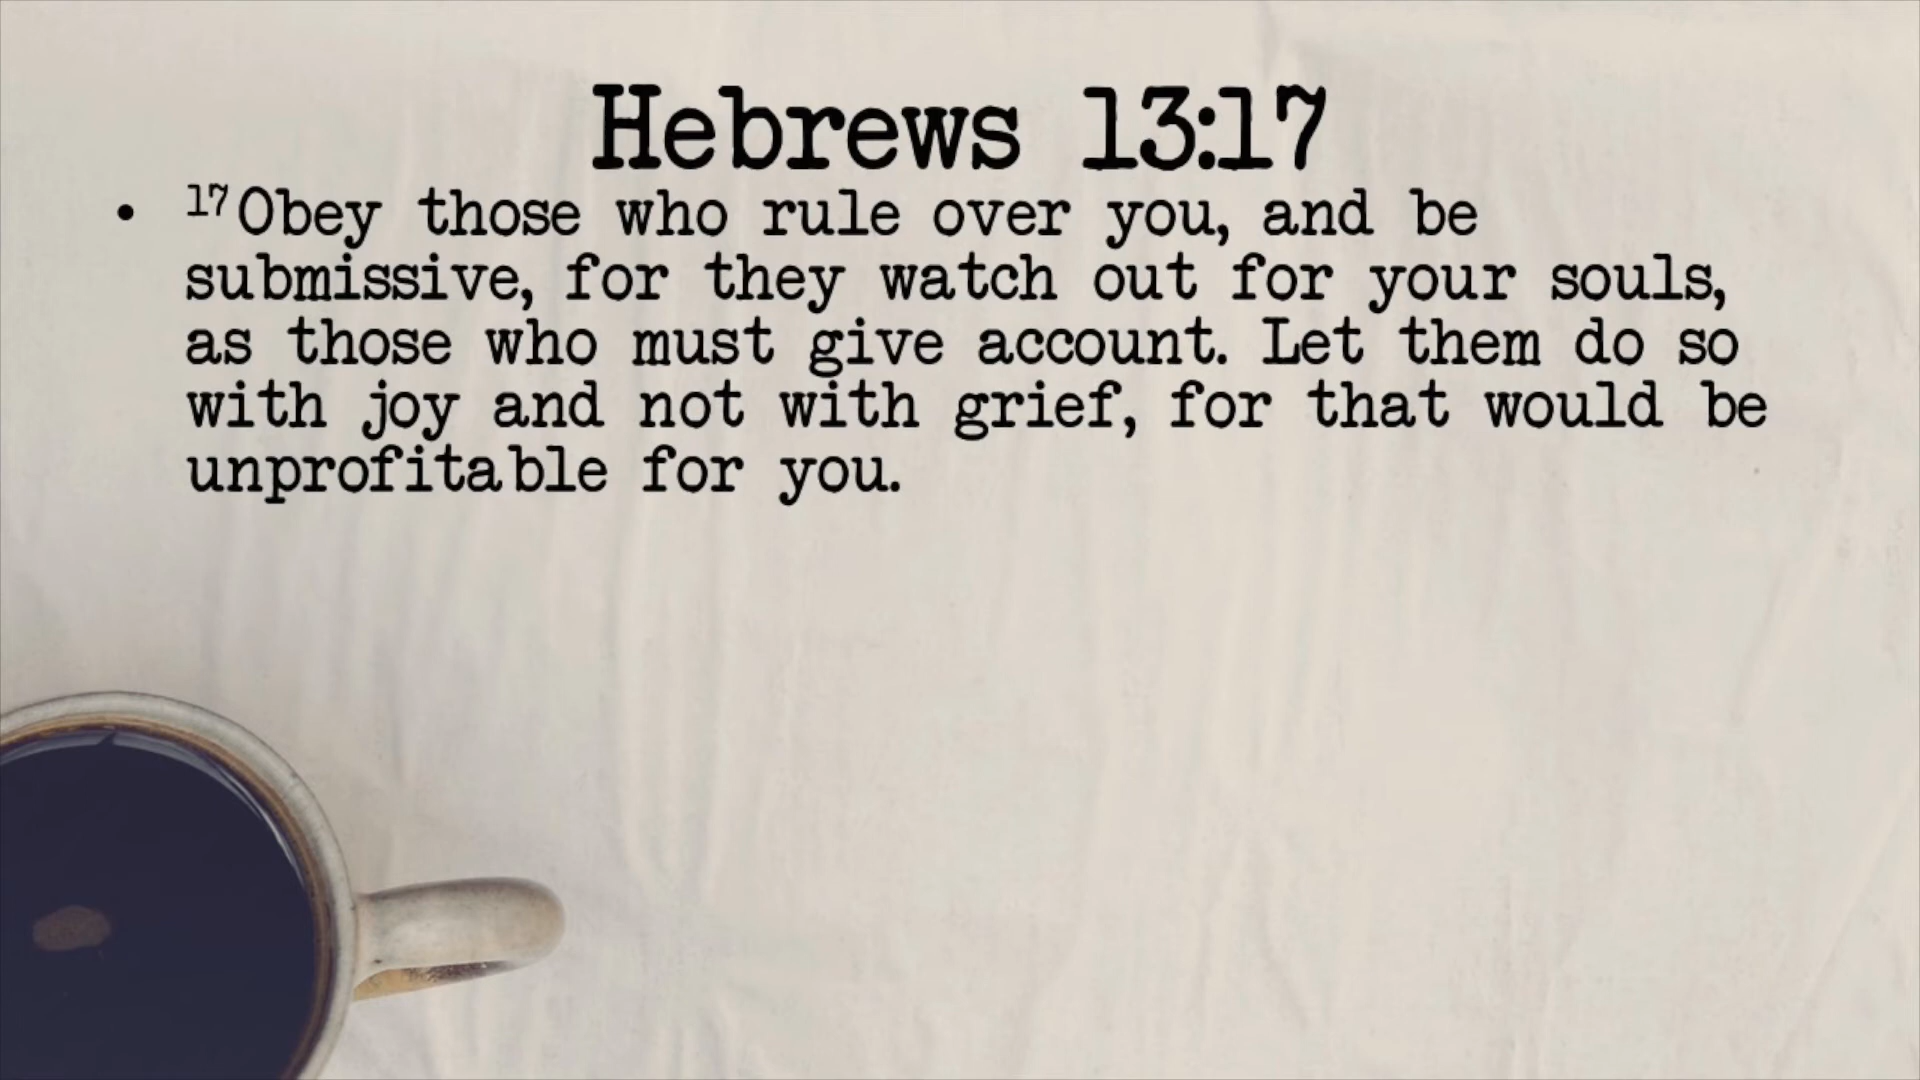 Hebrews 13:17
• 17Obey those who rule over you, and be
submissive, for they watch out for your souls,
as those who must give account. Let them do so
with joy and not with grief, for that would be
unprofitable for you.